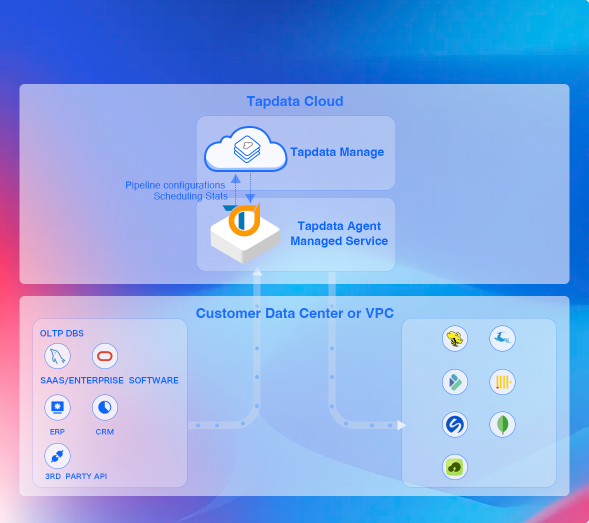 Tapdata Cloud
Tapdata Manage
Pipeline configurations
Scheduling Stats
Tapdata Agent
Managed Service
Customer Data Center or VPC
OLTP DBS
SAAS/ENTERPRISE SOFTWARE
ERP
CRM
3RD PARTY API